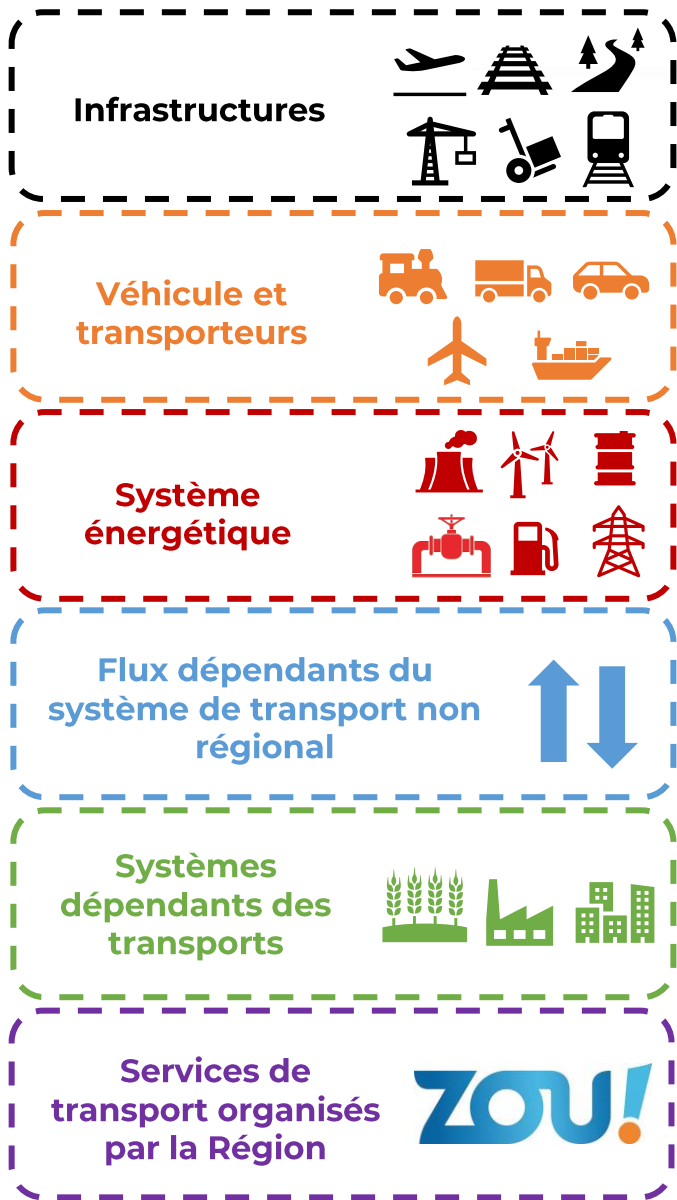 Infrastructures
Véhicule et
transporteurs
Système
énergétique
Flux dépendants du
système de transport non
régional
Systèmes
dépendants des
transports
Services de
transport organisés
par la Région
ZOU!